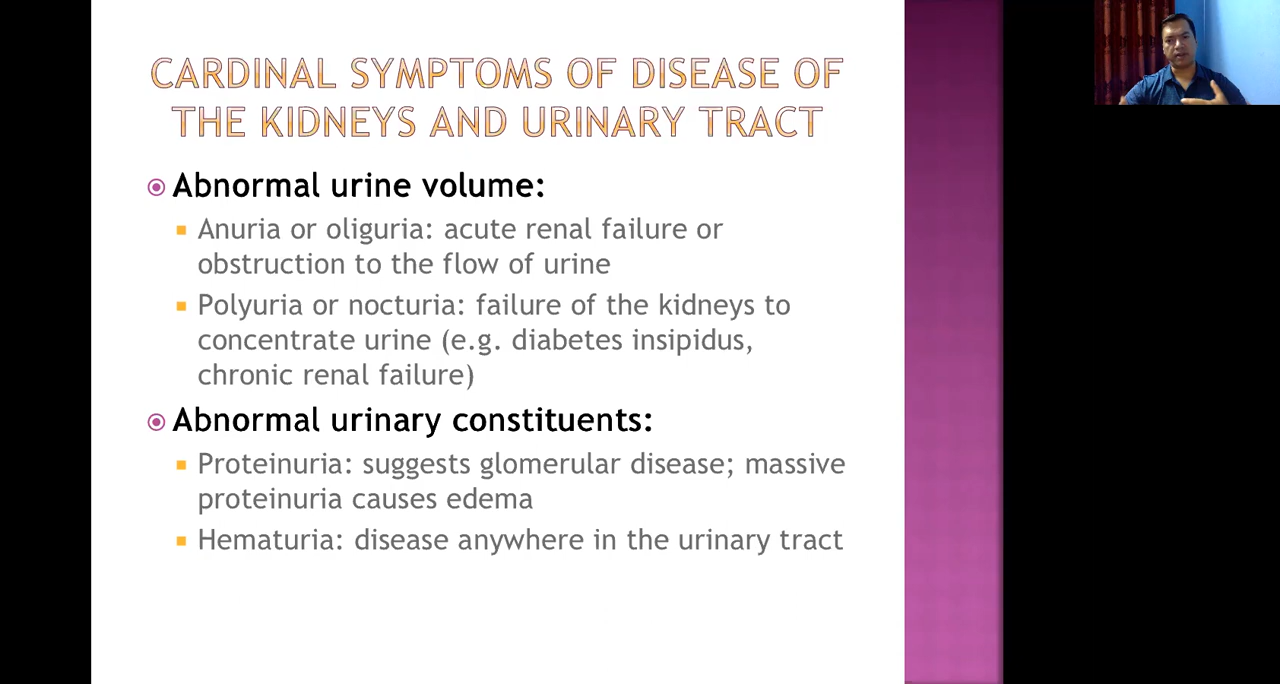 CARDINAL SYMPTOMS OF DISEASE OF
THE KIDNEYS AND URINARY TRACT
Abnormal urine volume:
Anuria or oliguria: acute renal failure or
obstruction to the flow of urine
Polyuria or nocturia: failure of the kidneys to
concentrate urine (e.g. diabetes insipidus,
chronic renal failure)
Abnormal urinary constituents:
Proteinuria: suggests glomerular disease; massive
proteinuria causes edema
Hematuria: disease anywhere in the urinary tract